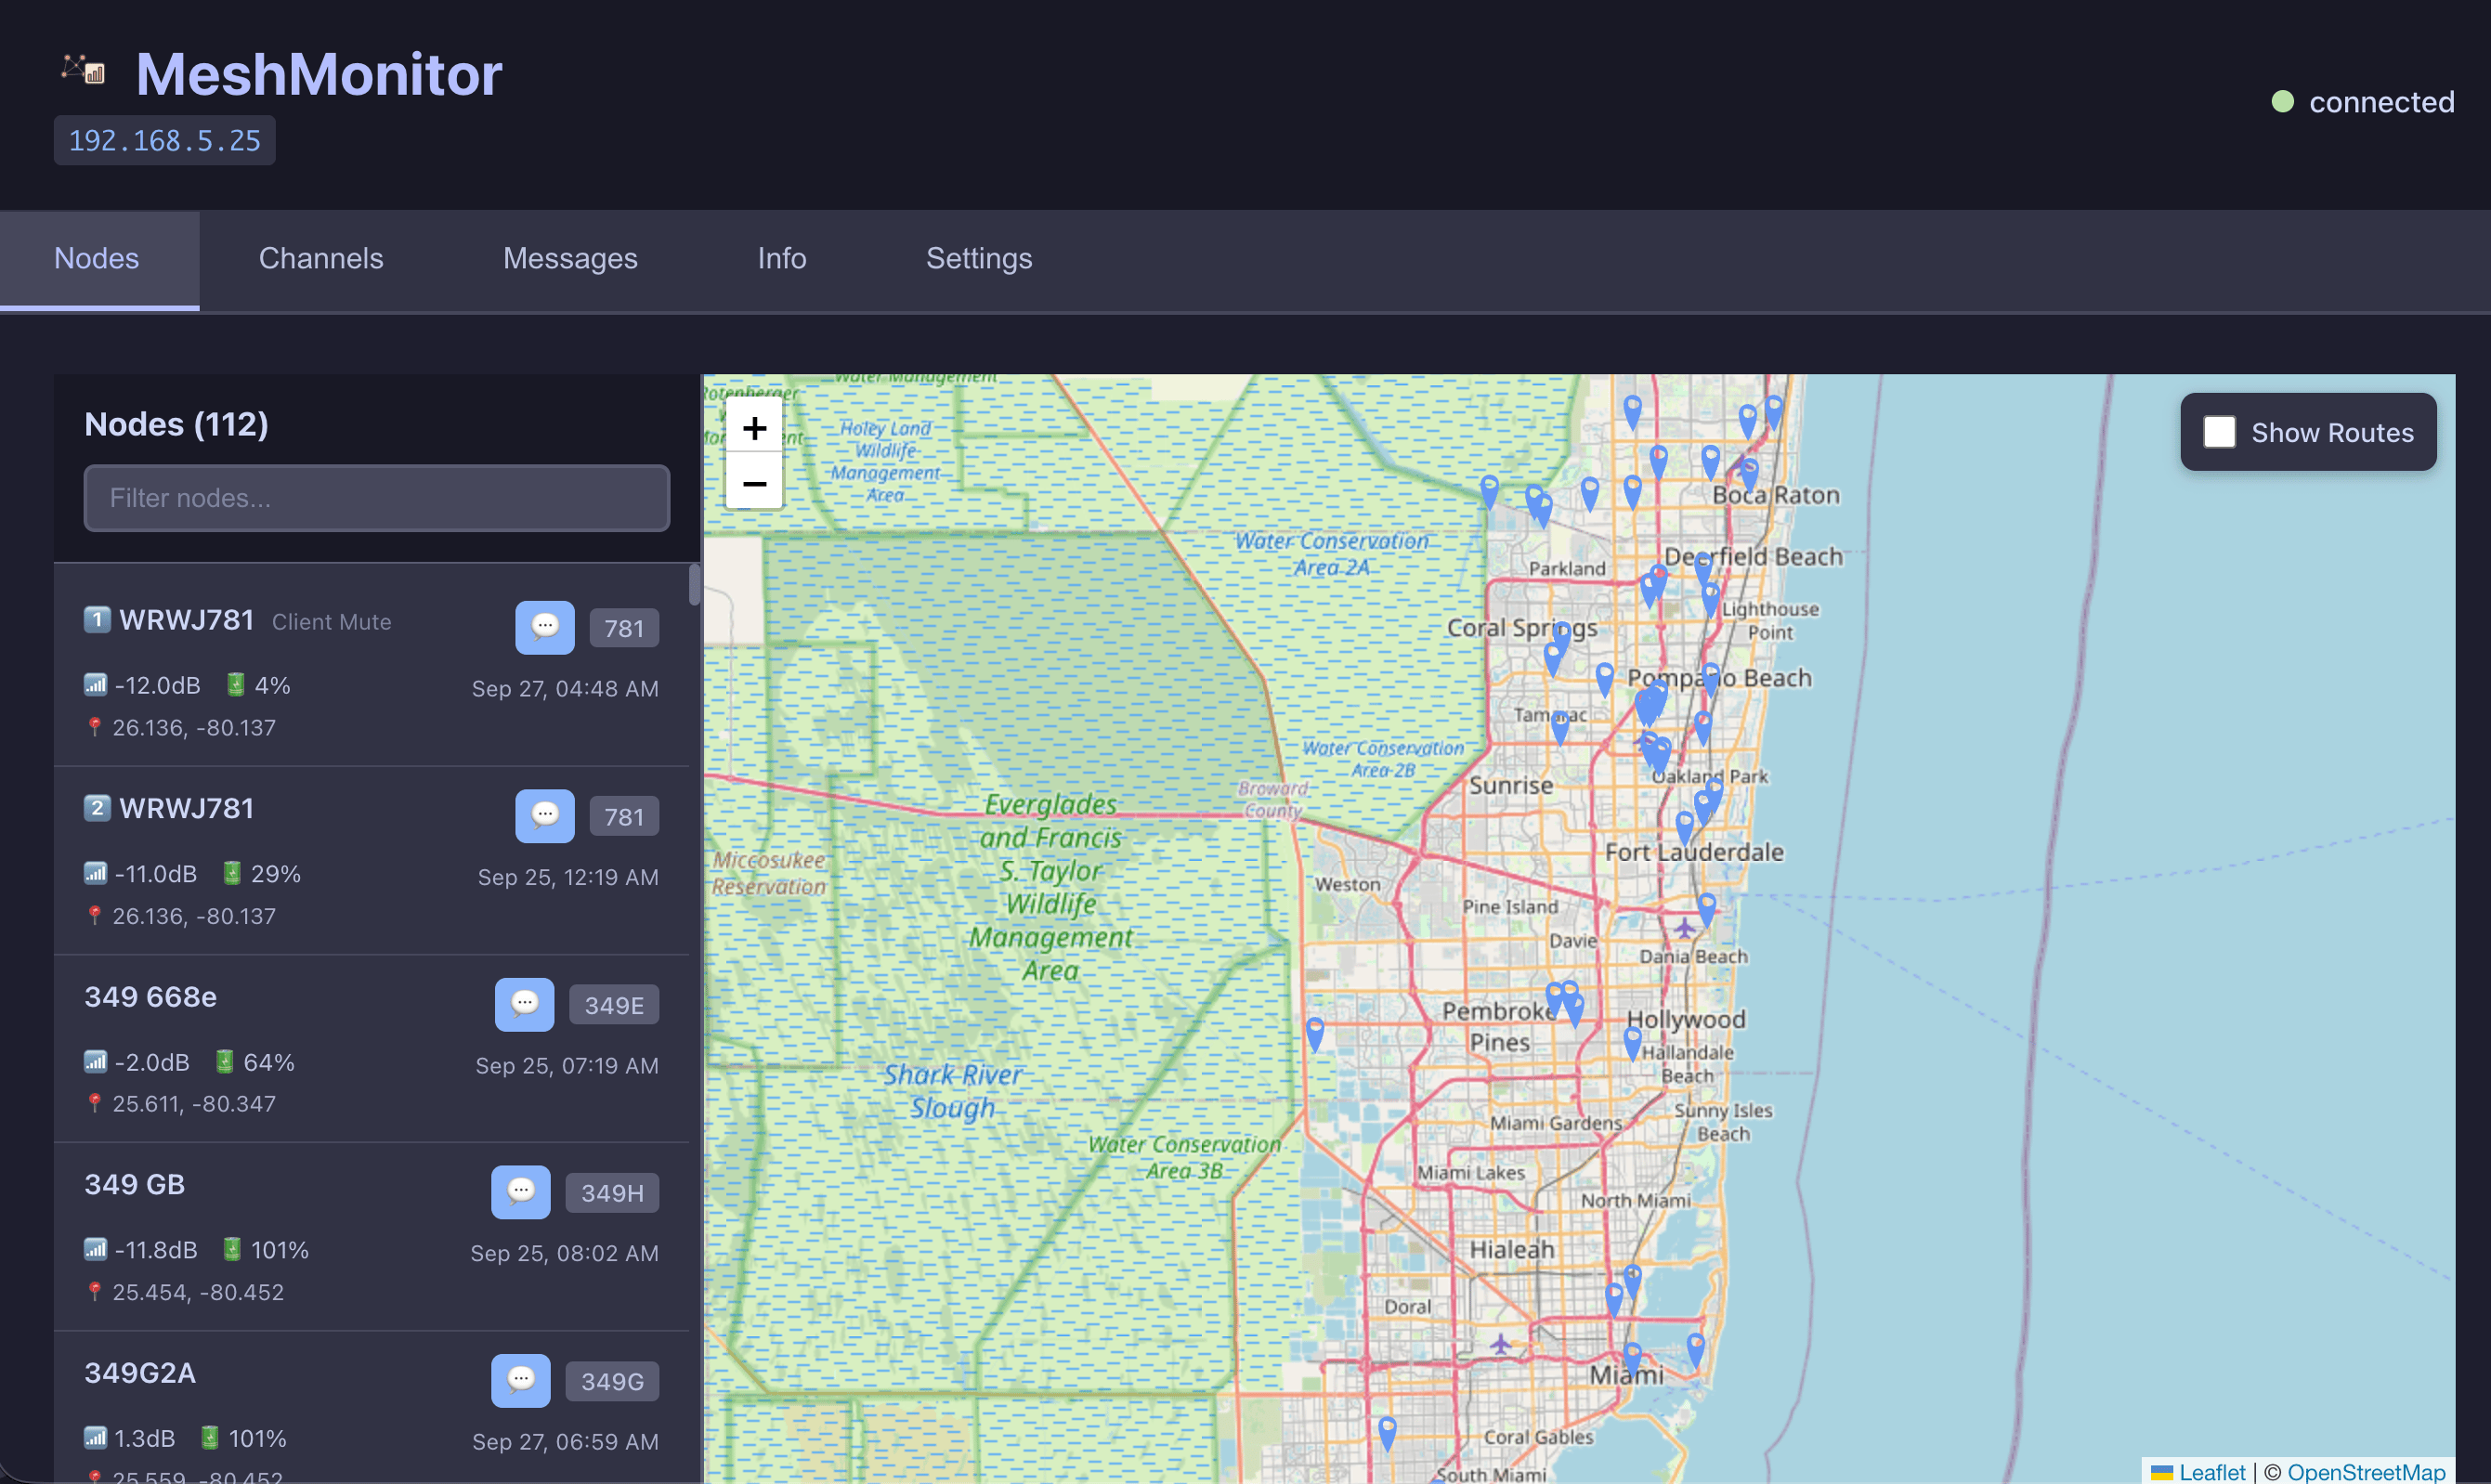 MeshMonitor
192.168.5.25
connected
Nodes
Channels
Messages
Info
Settings
Nodes (112)
Filter nodes...
1 WRWJ781 Client Mute
781
-12.0dB 4%
Sep 27, 04:48 AM
26.136, -80.137
2 WRWJ781
781
-11.0dB 29%
Sep 25, 12:19 AM
26.136, -80.137
349 668e
349E
-2.0dB 64%
Sep 25, 07:19 AM
25.611, -80.347
349 GB
349H
-11.8dB 101%
Sep 25, 08:02 AM
25.454, -80.452
349G2A
349G
1.3dB 101%
Sep 27, 06:59 AM
25.559, -80.452
+
−
Show Routes
Water Management
Rotenberger
Holey Land
Wildlife
Management
Area
Water Conservation
Area 2A
Boca Raton
Deerfield Beach
Parkland
Lighthouse
Point
Coral Springs
Pompano Beach
Tamarac
Water Conservation
Area 2B
Oakland Park
Sunrise
Broward
County
Everglades
and Francis
S. Taylor
Wildlife
Management
Area
Miccosukee
Reservation
Fort Lauderdale
Weston
Pine Island
Davie
Dania Beach
Pembroke
Pines
Hollywood
Hallandale
Beach
Shark River
Slough
Sunny Isles
Beach
Miami Gardens
Water Conservation
Area 3B
Miami Lakes
North Miami
Hialeah
Doral
Miami
Coral Gables
South Miami
Leaflet | © OpenStreetMap